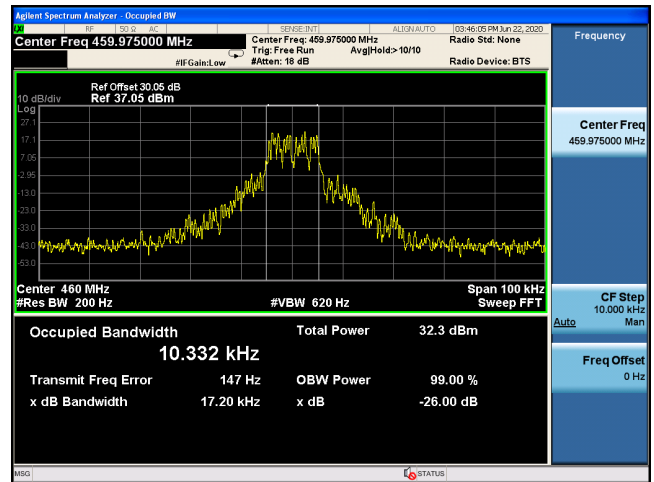 Agilent Spectrum Analyzer - Occupied BW
LXI RF 50 Ω AC SENSE:INT ALIGNAUTO 03:46:05 PM Jun 22, 2020
Center Freq 459.975000 MHz
Center Freq: 459.975000 MHz Radio Std: None
Trig: Free Run Avg|Hold:> 10/10
#IFGain:Low #Atten: 18 dB Radio Device: BTS
Frequency
Ref Offset 30.05 dB
10 dB/div Ref 37.05 dBm
Log
27.1
17.1
7.05
-2.95
-13.0
-23.0
-33.0
-43.0
-53.0
Center 460 MHz Span 100 kHz
#Res BW 200 Hz #VBW 620 Hz Sweep FFT
Occupied Bandwidth Total Power 32.3 dBm
10.332 kHz
Transmit Freq Error 147 Hz OBW Power 99.00 %
x dB Bandwidth 17.20 kHz x dB -26.00 dB
Center Freq
459.975000 MHz
CF Step
10.000 kHz
Auto Man
Freq Offset
0 Hz
MSG STATUS